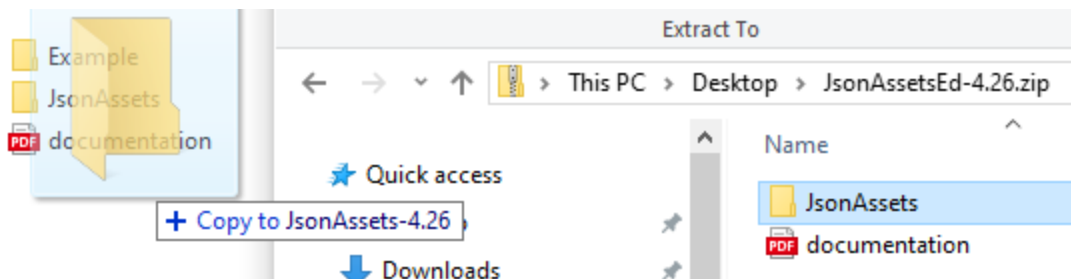 Example
JsonAssets
documentation
+ Copy to JsonAssets-4.26
Extract To
This PC > Desktop > JsonAssetsEd-4.26.zip
Quick access
Downloads
Name
JsonAssets
PDF documentation